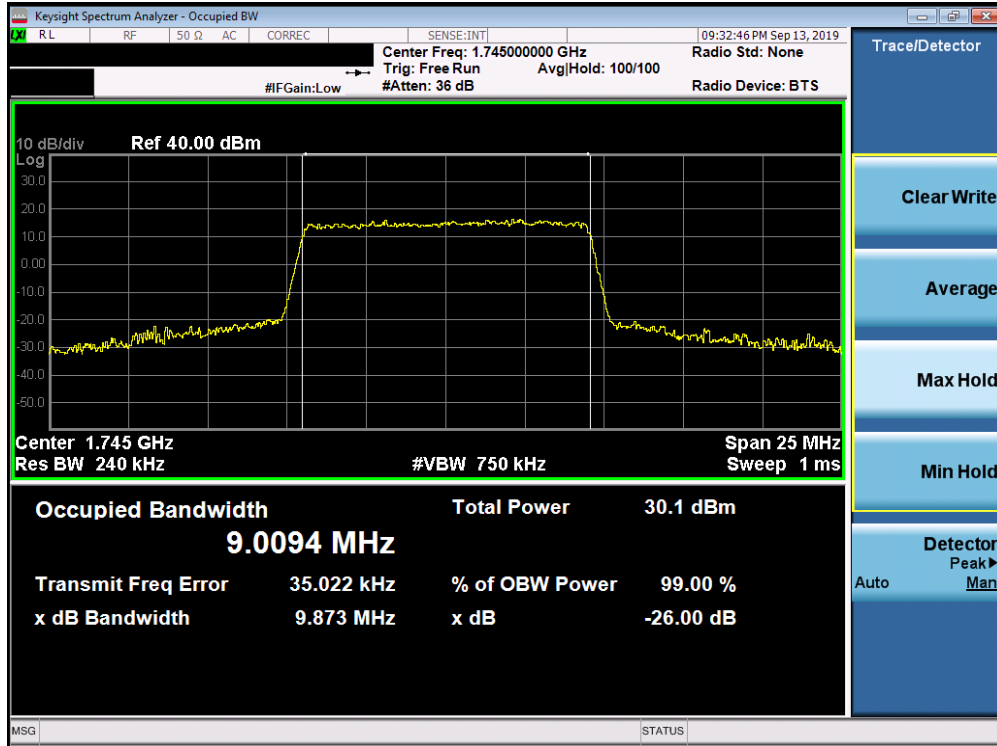 Keysight Spectrum Analyzer - Occupied BW
LXI RL RF 50 Ω AC CORREC SENSE:INT 09:32:46 PM Sep 13, 2019
Center Freq: 1.745000000 GHz Radio Std: None
Trig: Free Run Avg|Hold: 100/100
#IFGain:Low #Atten: 36 dB Radio Device: BTS
10 dB/div Ref 40.00 dBm
Log
30.0
20.0
10.0
0.00
-10.0
-20.0
-30.0
-40.0
-50.0
Center 1.745 GHz Span 25 MHz
Res BW 240 kHz #VBW 750 kHz Sweep 1 ms
Occupied Bandwidth Total Power 30.1 dBm
9.0094 MHz
Transmit Freq Error 35.022 kHz % of OBW Power 99.00 %
x dB Bandwidth 9.873 MHz x dB -26.00 dB
MSG STATUS
Trace/Detector
Clear Write
Average
Max Hold
Min Hold
Detector
Peak
Auto Man